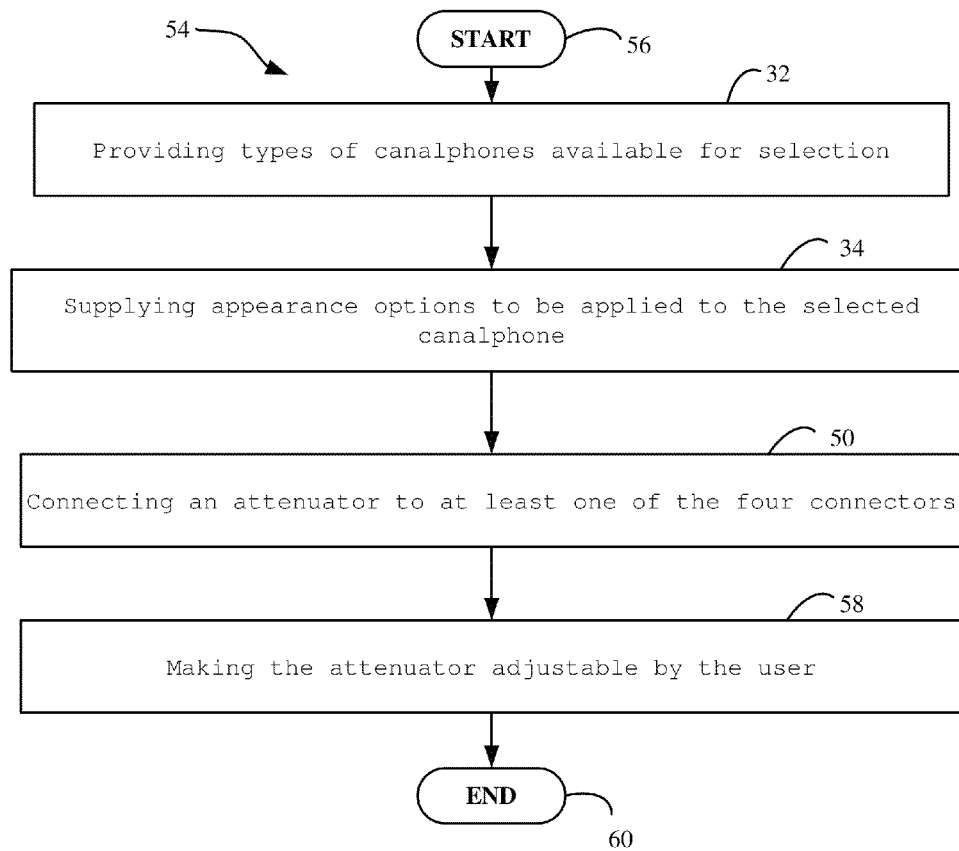 54
START
56
32
Providing types of canalphones available for selection
34
Supplying appearance options to be applied to the selected
canalphone
50
Connecting an attenuator to at least one of the four connectors
58
Making the attenuator adjustable by the user
END
60